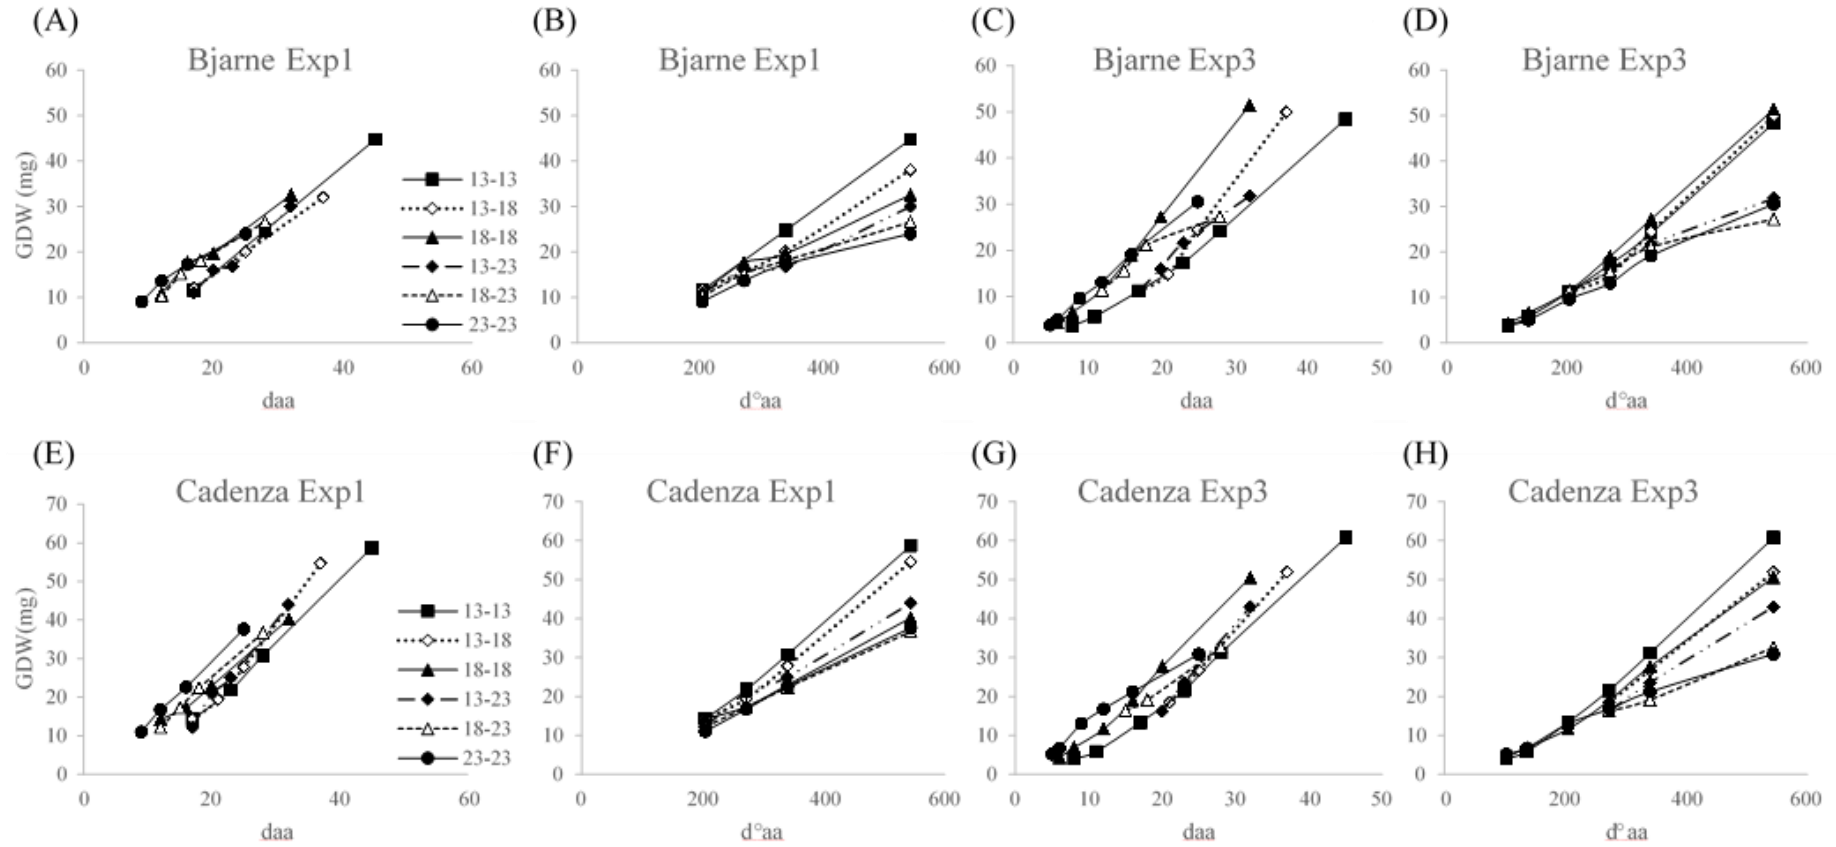 (A)
(B)
(C)
(D)
Bjarne Exp1
Bjarne Exp1
Bjarne Exp3
Bjarne Exp3
60
50
40
30
20
10
0
GDW (mg)
0 20 40 60
daa
13-13
13-18
18-18
13-23
18-23
23-23
60
50
40
30
20
10
0
0 200 400 600
d°aa
60
50
40
30
20
10
0
0 10 20 30 40 50
daa
60
50
40
30
20
10
0
0 200 400 600
d°aa
(E)
(F)
(G)
(H)
Cadenza Exp1
Cadenza Exp1
Cadenza Exp3
Cadenza Exp3
70
60
50
40
30
20
10
0
GDW(mg)
0 20 40 60
daa
13-13
13-18
18-18
13-23
18-23
23-23
70
60
50
40
30
20
10
0
0 200 400 600
d°aa
70
60
50
40
30
20
10
0
0 10 20 30 40 50
daa
70
60
50
40
30
20
10
0
0 200 400 600
d°aa